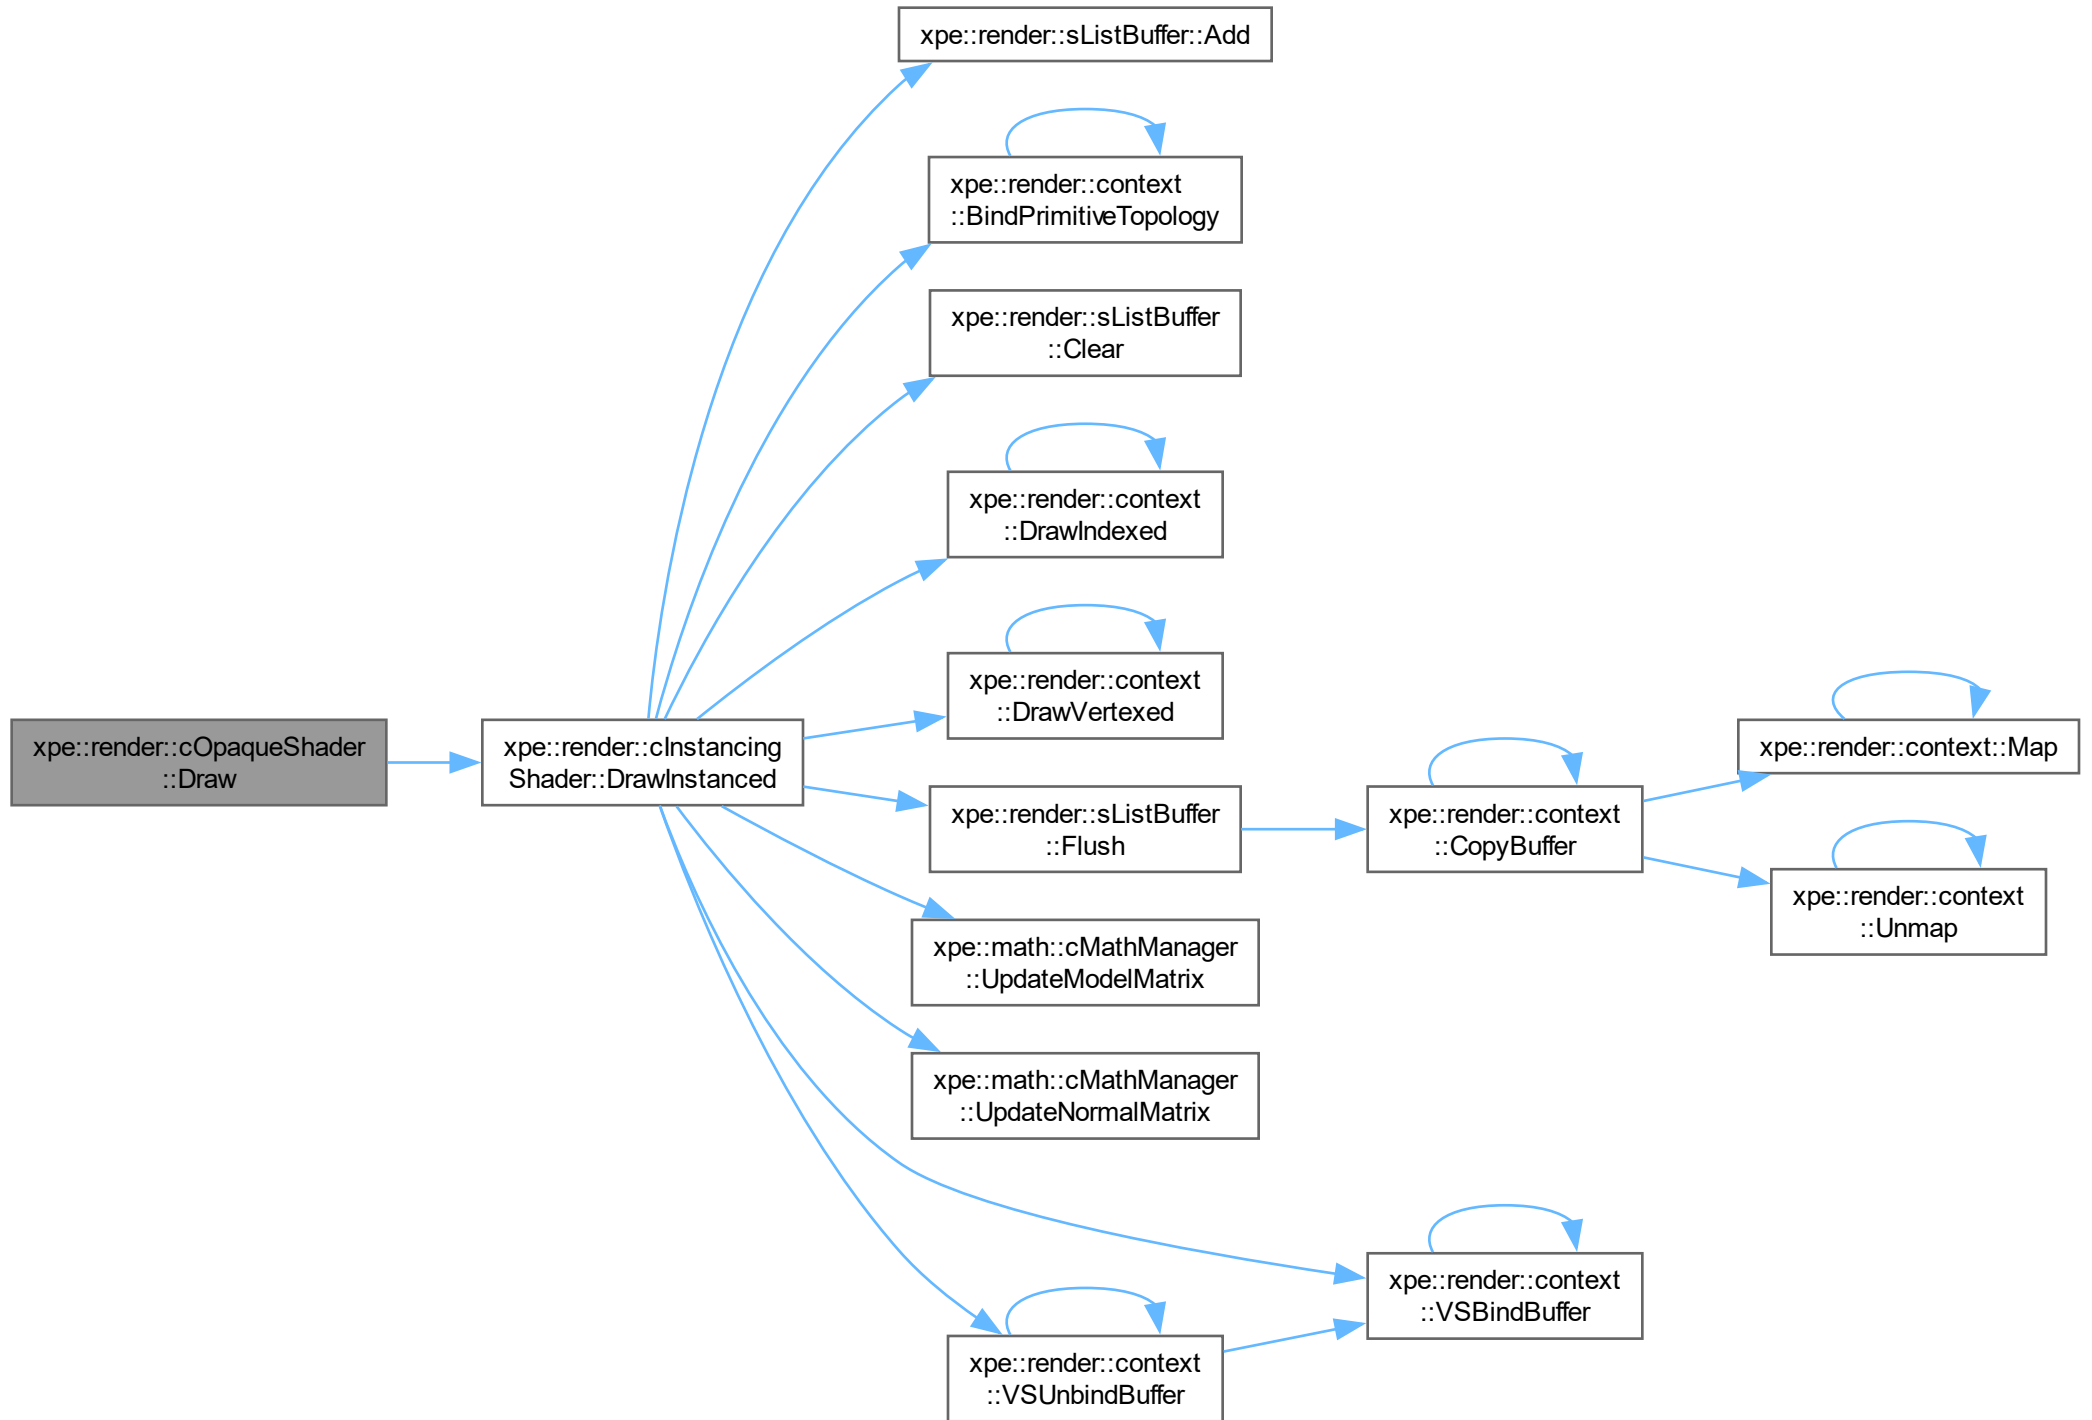 xpe::render::sListBuffer::Add
xpe::render::context
::BindPrimitiveTopology
xpe::render::sListBuffer
::Clear
xpe::render::context
::DrawIndexed
xpe::render::context
::DrawVertexed
xpe::render::cOpaqueShader
::Draw
xpe::render::cInstancing
Shader::DrawInstanced
xpe::render::context::Map
xpe::render::sListBuffer
::Flush
xpe::render::context
::CopyBuffer
xpe::render::context
::Unmap
xpe::math::cMathManager
::UpdateModelMatrix
xpe::math::cMathManager
::UpdateNormalMatrix
xpe::render::context
::VSBindBuffer
xpe::render::context
::VSUnbindBuffer